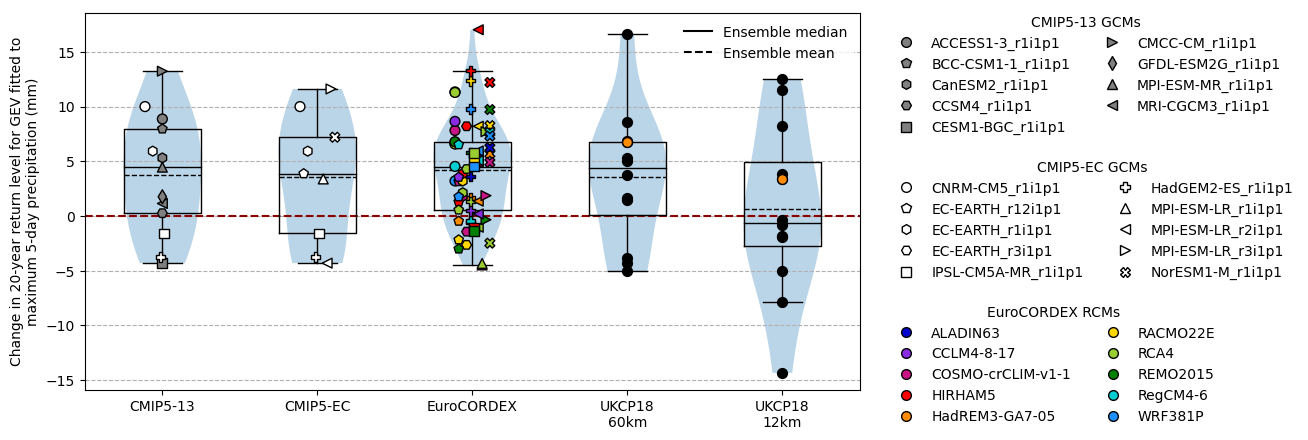 Change in 20-year return level for GEV fitted to
maximum 5-day precipitation (mm)
15
10
5
0
−5
−10
−15
Ensemble median
Ensemble mean
CMIP5-13
CMIP5-EC
EuroCORDEX
UKCP18
60km
UKCP18
12km
CMIP5-13 GCMs
ACCESS1-3_r1i1p1
BCC-CSM1-1_r1i1p1
CanESM2_r1i1p1
CCSM4_r1i1p1
CESM1-BGC_r1i1p1
CMCC-CM_r1i1p1
GFDL-ESM2G_r1i1p1
MPI-ESM-MR_r1i1p1
MRI-CGCM3_r1i1p1
CMIP5-EC GCMs
CNRM-CM5_r1i1p1
EC-EARTH_r12i1p1
EC-EARTH_r1i1p1
EC-EARTH_r3i1p1
IPSL-CM5A-MR_r1i1p1
HadGEM2-ES_r1i1p1
MPI-ESM-LR_r1i1p1
MPI-ESM-LR_r2i1p1
MPI-ESM-LR_r3i1p1
NorESM1-M_r1i1p1
EuroCORDEX RCMs
ALADIN63
CCLM4-8-17
COSMO-crCLIM-v1-1
HIRHAM5
HadREM3-GA7-05
RACMO22E
RCA4
REMO2015
RegCM4-6
WRF381P